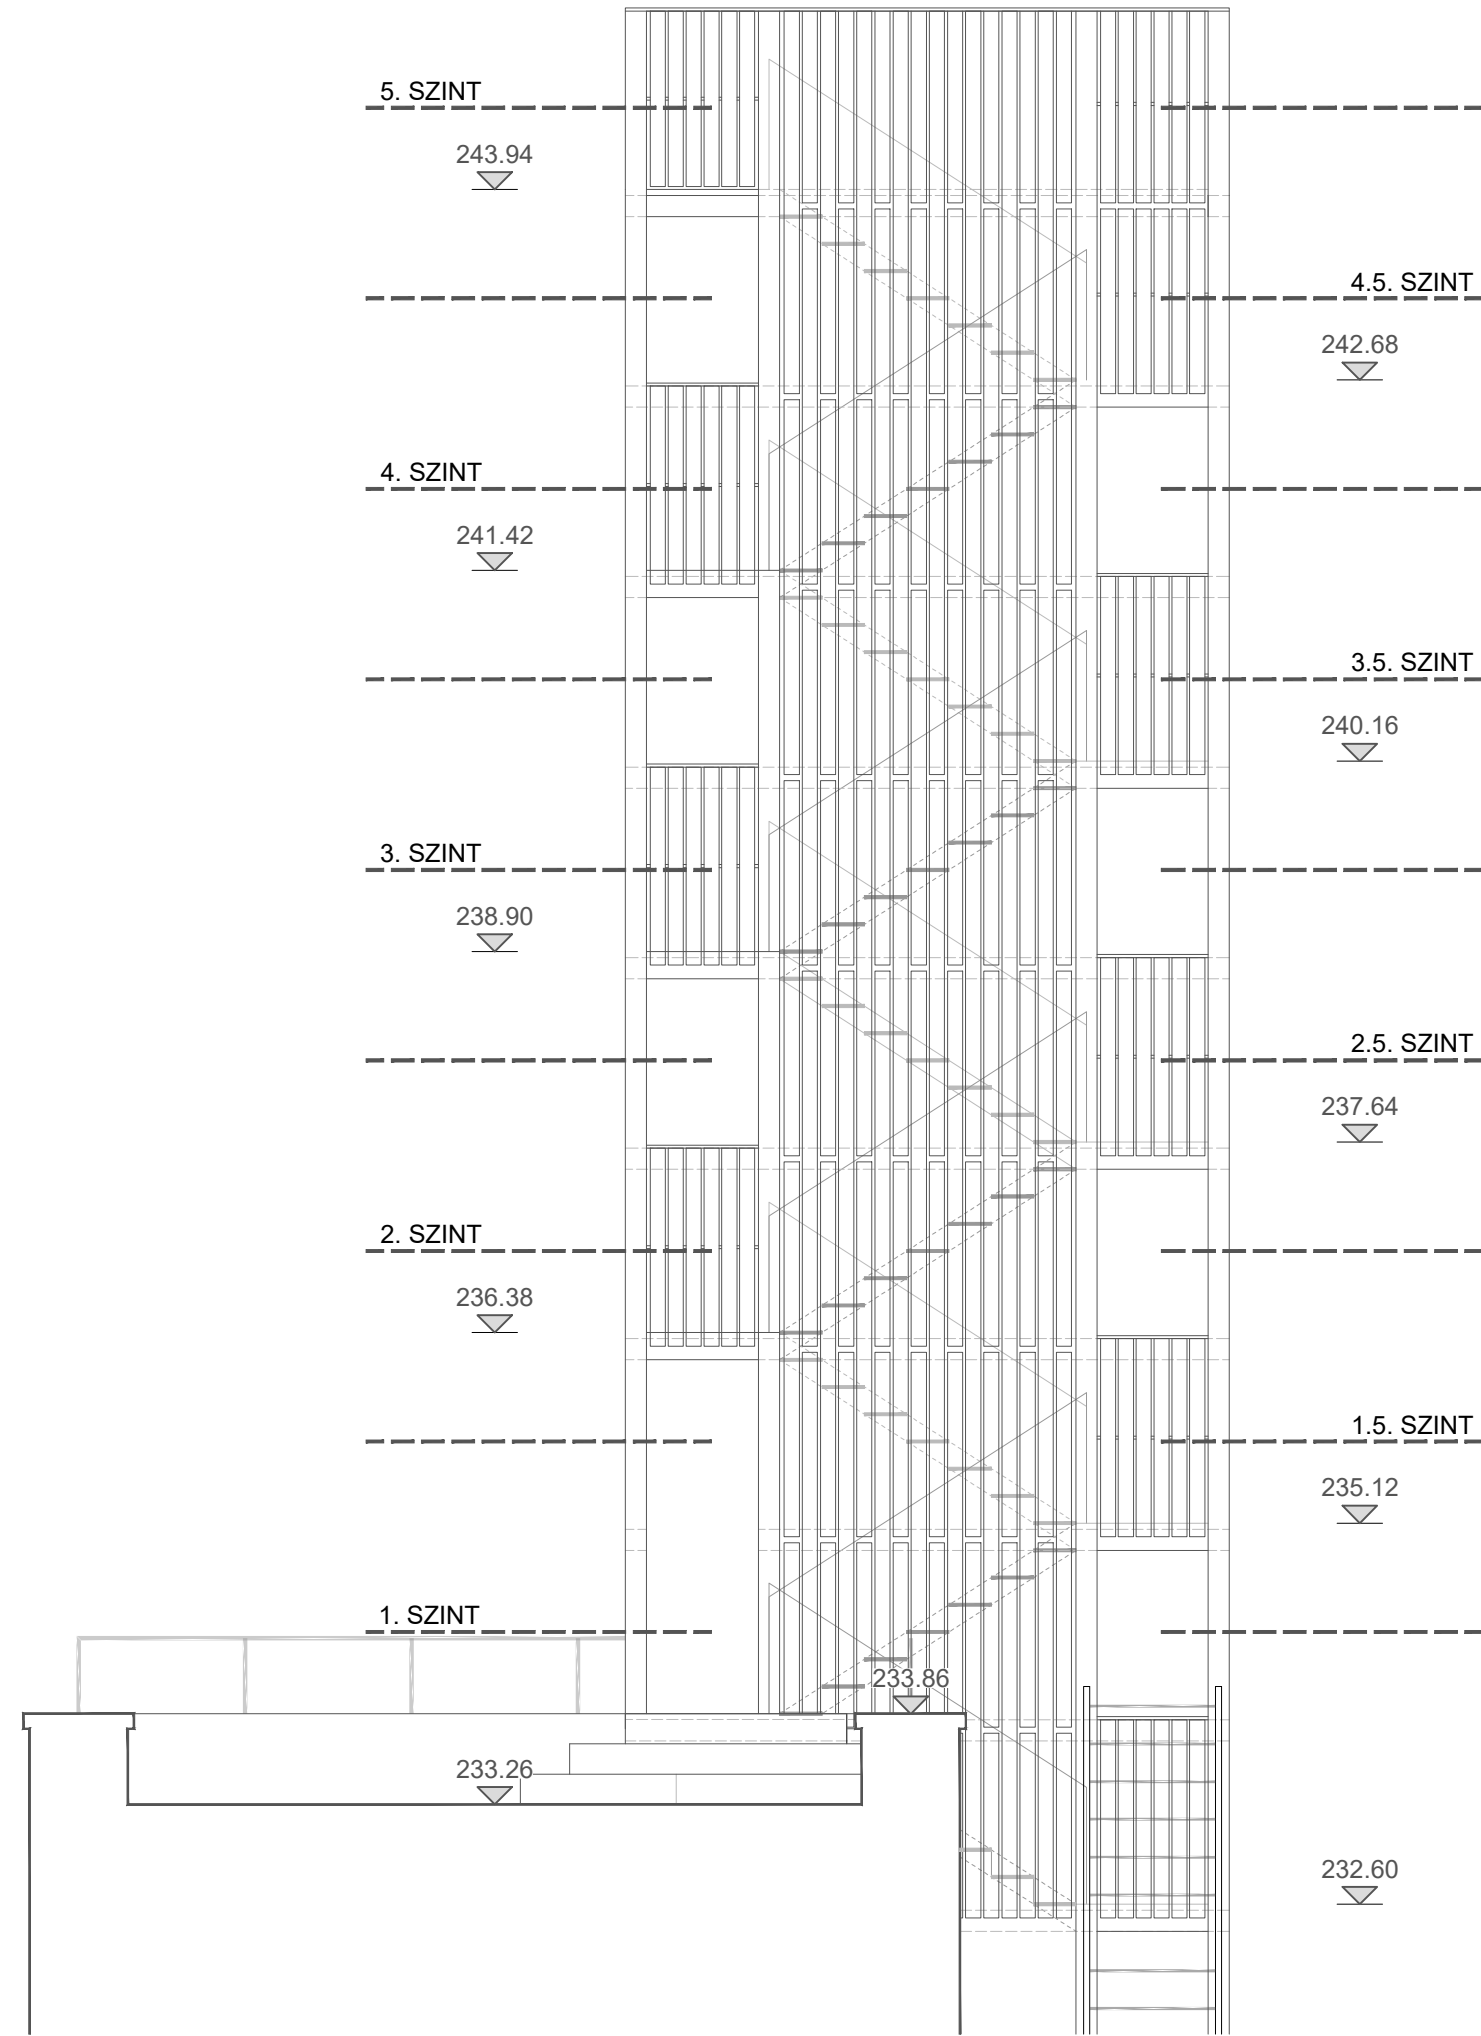 5. SZINT
243.94
4.5. SZINT
242.68
4. SZINT
241.42
3.5. SZINT
240.16
3. SZINT
238.90
2.5. SZINT
237.64
2. SZINT
236.38
1.5. SZINT
235.12
1. SZINT
233.86
233.26
232.60